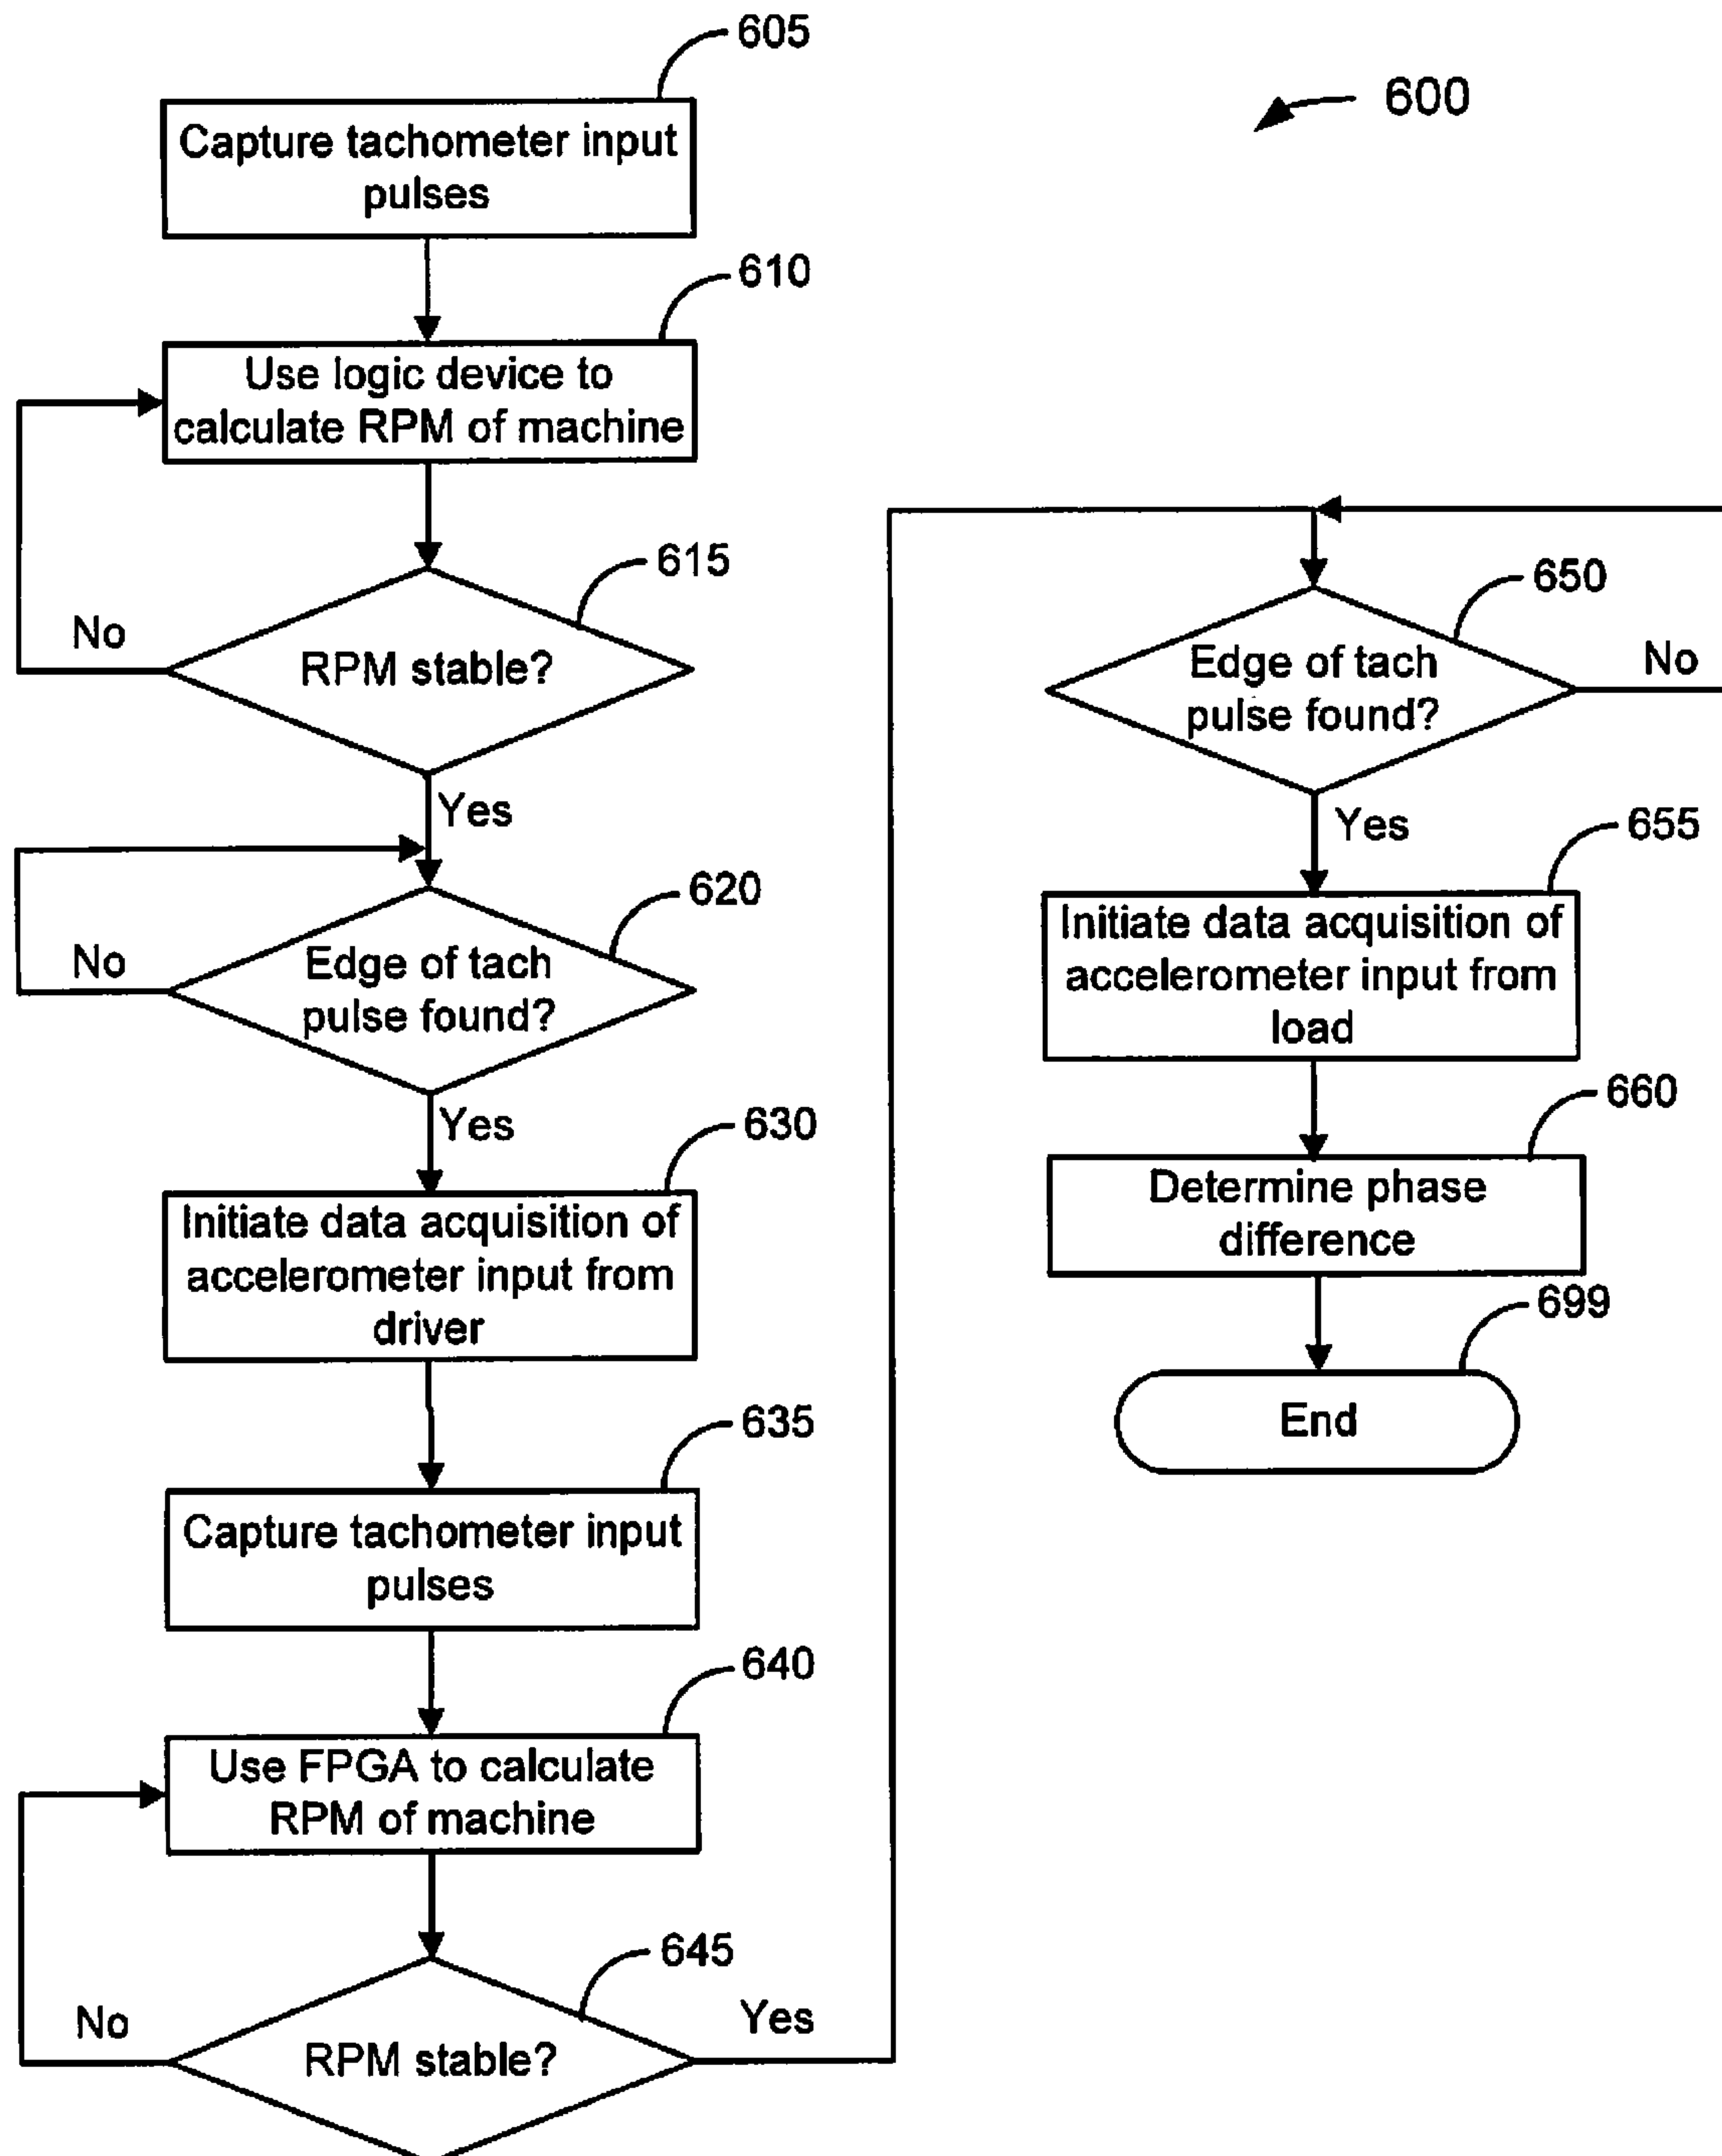 600
605
Capture tachometer input
pulses
610
Use logic device to
calculate RPM of machine
615
RPM stable?
No
Yes
620
Edge of tach
pulse found?
No
Yes
630
Initiate data acquisition of
accelerometer input from
driver
635
Capture tachometer input
pulses
640
Use FPGA to calculate
RPM of machine
645
RPM stable?
No
Yes
650
Edge of tach
pulse found?
No
Yes
655
Initiate data acquisition of
accelerometer input from
load
660
Determine phase
difference
699
End